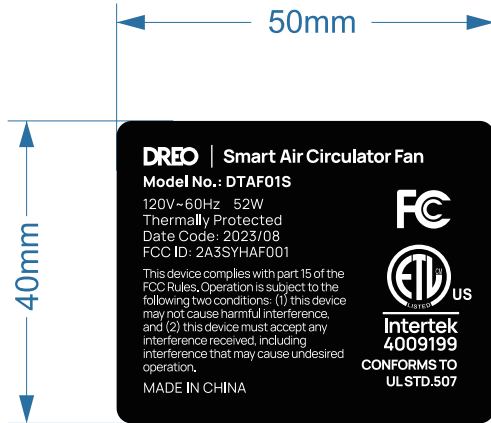 50mm
40mm
DREO | Smart Air Circulator Fan
Model No.: DTAF01S
120V~60Hz 52W
Thermally Protected
Date Code: 2023/08
FCC ID: 2A3SYHAF001
This device complies with part 15 of the
FCC Rules. Operation is subject to the
following two conditions: (1) this device
may not cause harmful interference,
and (2) this device must accept any
interference received, including
interference that may cause undesired
operation.
MADE IN CHINA
FC
ETL CM
LISTED
US
Intertek
4009199
CONFORMS TO
UL STD.507